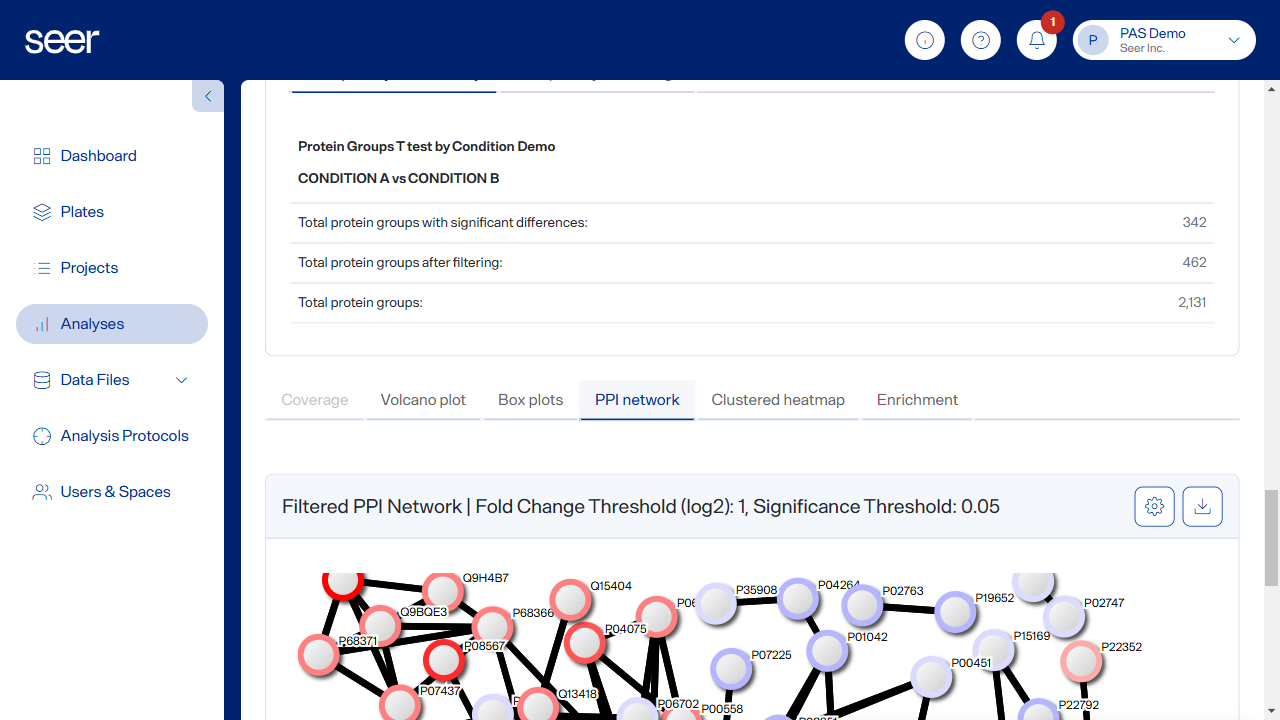 seer
1
P
PAS Demo
Seer Inc.
Dashboard
Plates
Projects
Analyses
Data Files
Analysis Protocols
Users & Spaces
Protein Groups T test by Condition Demo
CONDITION A vs CONDITION B
Total protein groups with significant differences: 342
Total protein groups after filtering: 462
Total protein groups: 2,131
Coverage Volcano plot Box plots PPI network Clustered heatmap Enrichment
Filtered PPI Network | Fold Change Threshold (log2): 1, Significance Threshold: 0.05
Q9H4B7
Q15404
P35908
P04264
P02763
P19652
P02747
Q9BQE3
P68366
P04075
P01042
P15169
P68371
P08567
P07225
P00451
P22352
P07437
Q13418
P06702
P00558
P22792